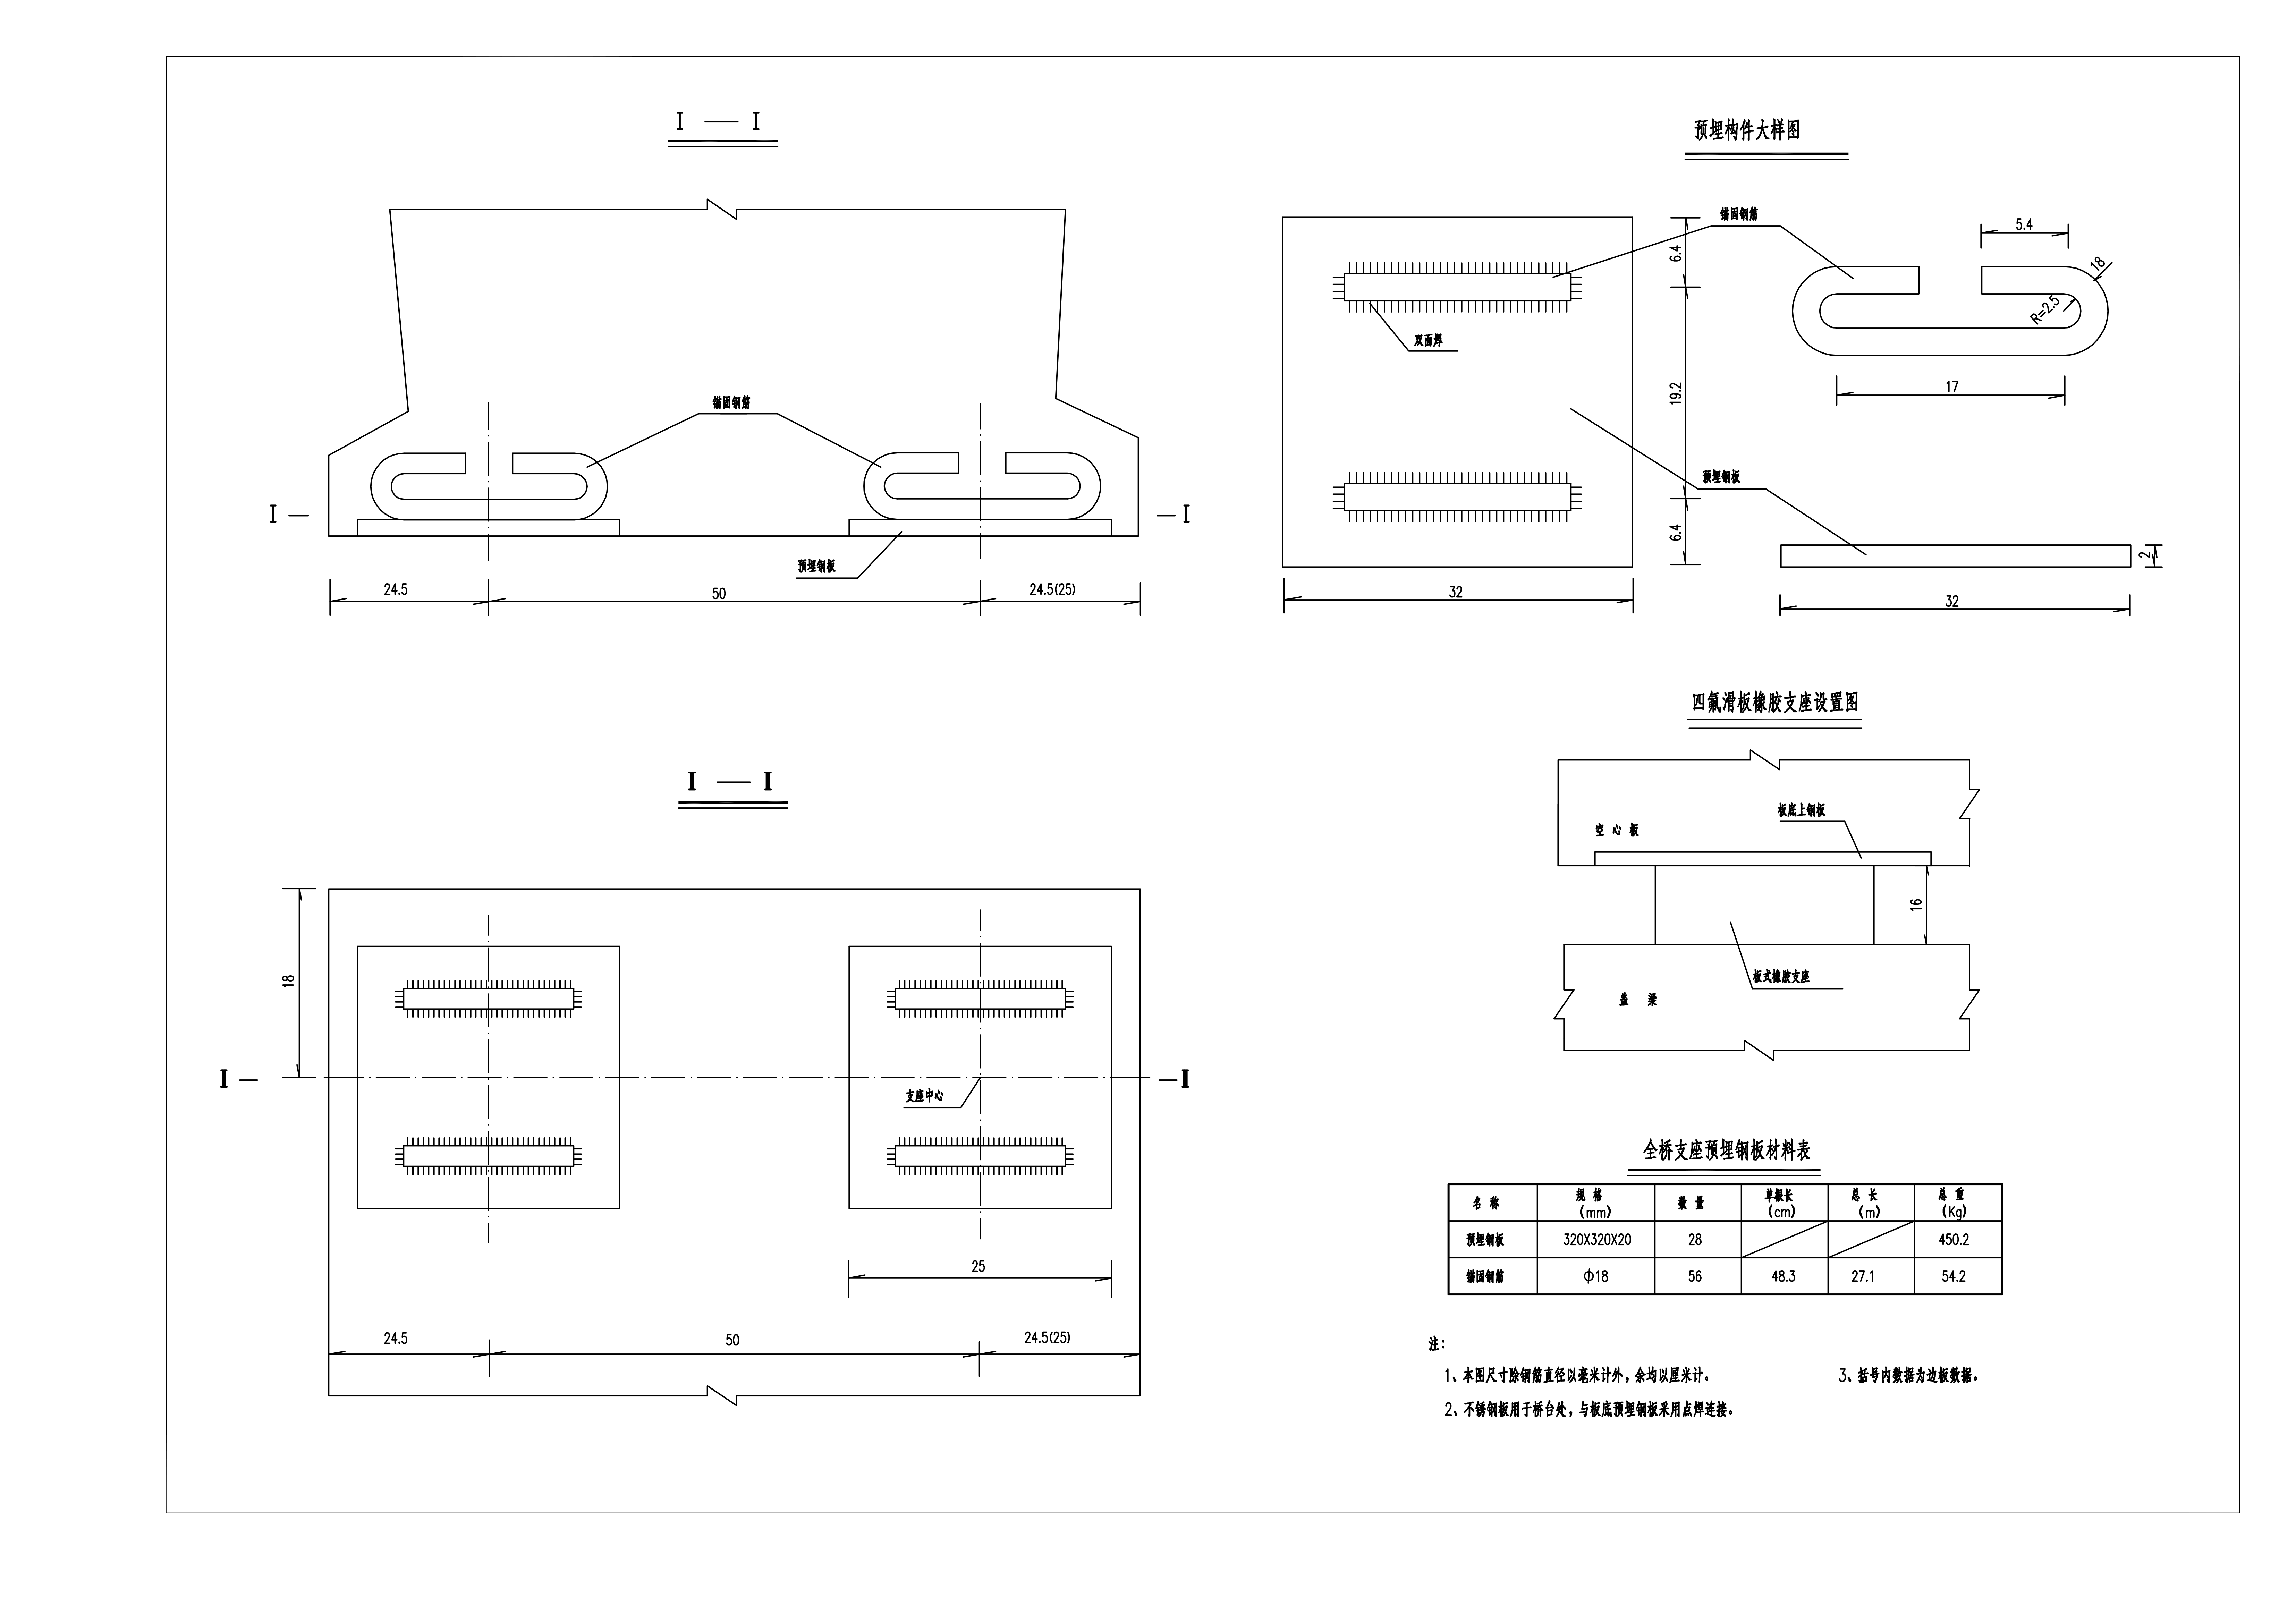 I — I
锚固钢筋
I — — I
预埋钢板
24.5 50 24.5(25)
预埋构件大样图
锚固钢筋
5.4
18
R=2.5
6.4
双面焊
17
19.2
预埋钢板
6.4
2
32
32
四氟滑板橡胶支座设置图
板底上钢板
空心板
16
板式橡胶支座
盖梁
II — II
18
II — — II
支座中心
25
24.5 50 24.5(25)
全桥支座预埋钢板材料表
名称 规格(mm) 数量 单根长(cm) 总长(m) 总重(Kg)
预埋钢板 320X320X20 28 450.2
锚固钢筋 ф18 56 48.3 27.1 54.2
注:
1、本图尺寸除钢筋直径以毫米计外,余均以厘米计。
2、不锈钢板用于桥台处,与板底预埋钢板采用点焊连接。
3、括号内数据为边板数据。